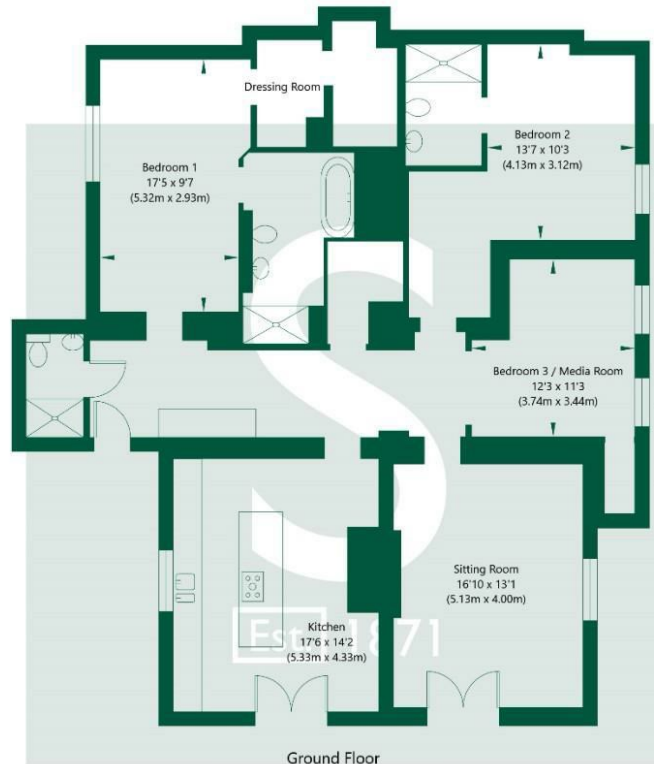 Dressing Room
Bedroom 1
17'5 x 9'7
(5.32m x 2.93m)
Bedroom 2
13'7 x 10'3
(4.13m x 3.12m)
Bedroom 3 / Media Room
12'3 x 11'3
(3.74m x 3.44m)
Sitting Room
16'10 x 13'1
(5.13m x 4.00m)
Kitchen
17'6 x 14'2
(5.33m x 4.33m)
S
Est. 1871
Ground Floor